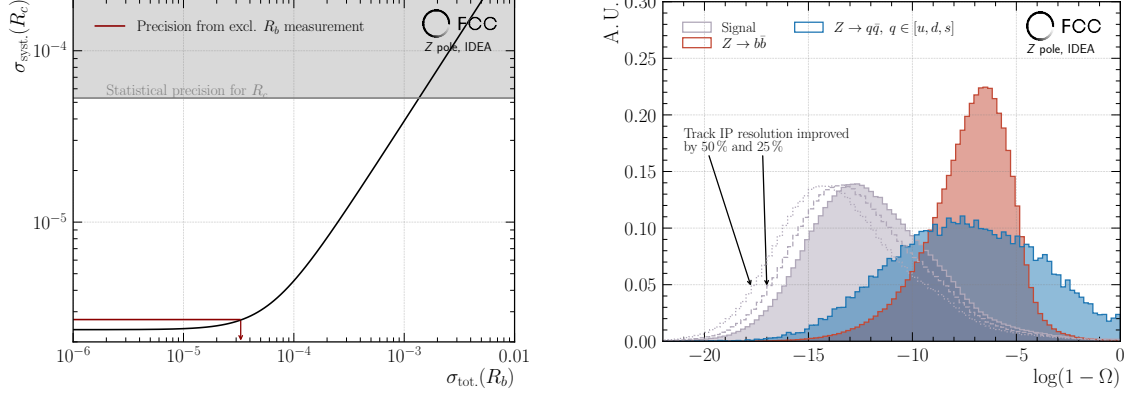 σ_syst.(R_c)
Precision from excl. R_b measurement
FCC
Z pole, IDEA
10^−4
Statistical precision for R_c
10^−5
10^−6 10^−5 10^−4 10^−3 0.01
σ_tot.(R_b)
A. U.
0.30
Signal
Z → bb̄
Z → qq̄, q ∈ [u, d, s]
FCC
Z pole, IDEA
0.25
0.20
Track IP resolution improved
by 50 % and 25 %
0.15
0.10
0.05
0.00
−20 −15 −10 −5 0
log(1 − Ω)